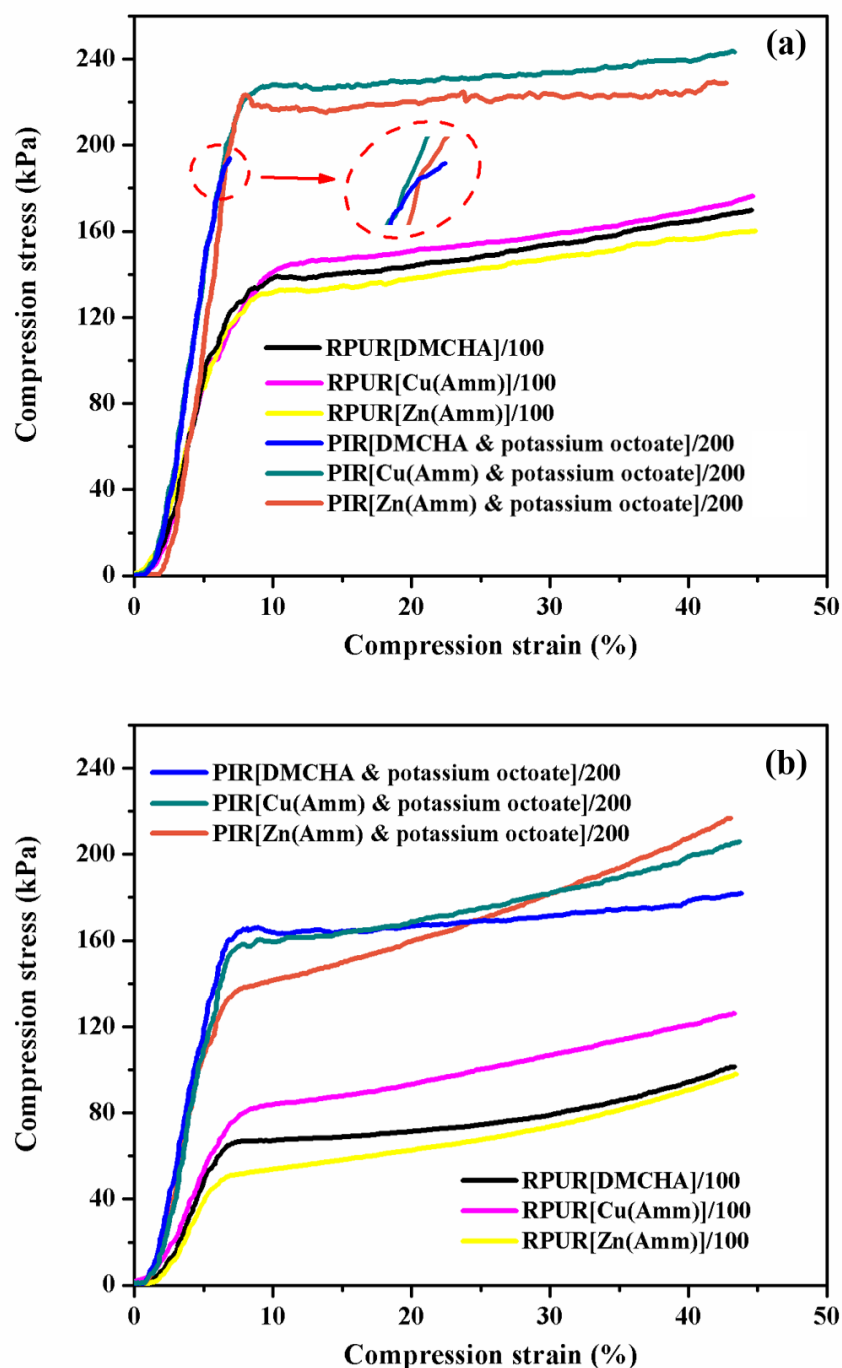 (a)
240
200
160
120
80
40
0
Compression stress (kPa)
RPUR[DMCHA]/100
RPUR[Cu(Amm)]/100
RPUR[Zn(Amm)]/100
PIR[DMCHA & potassium octoate]/200
PIR[Cu(Amm) & potassium octoate]/200
PIR[Zn(Amm) & potassium octoate]/200
0 10 20 30 40 50
Compression strain (%)
(b)
240
200
160
120
80
40
0
Compression stress (kPa)
PIR[DMCHA & potassium octoate]/200
PIR[Cu(Amm) & potassium octoate]/200
PIR[Zn(Amm) & potassium octoate]/200
RPUR[DMCHA]/100
RPUR[Cu(Amm)]/100
RPUR[Zn(Amm)]/100
0 10 20 30 40 50
Compression strain (%)